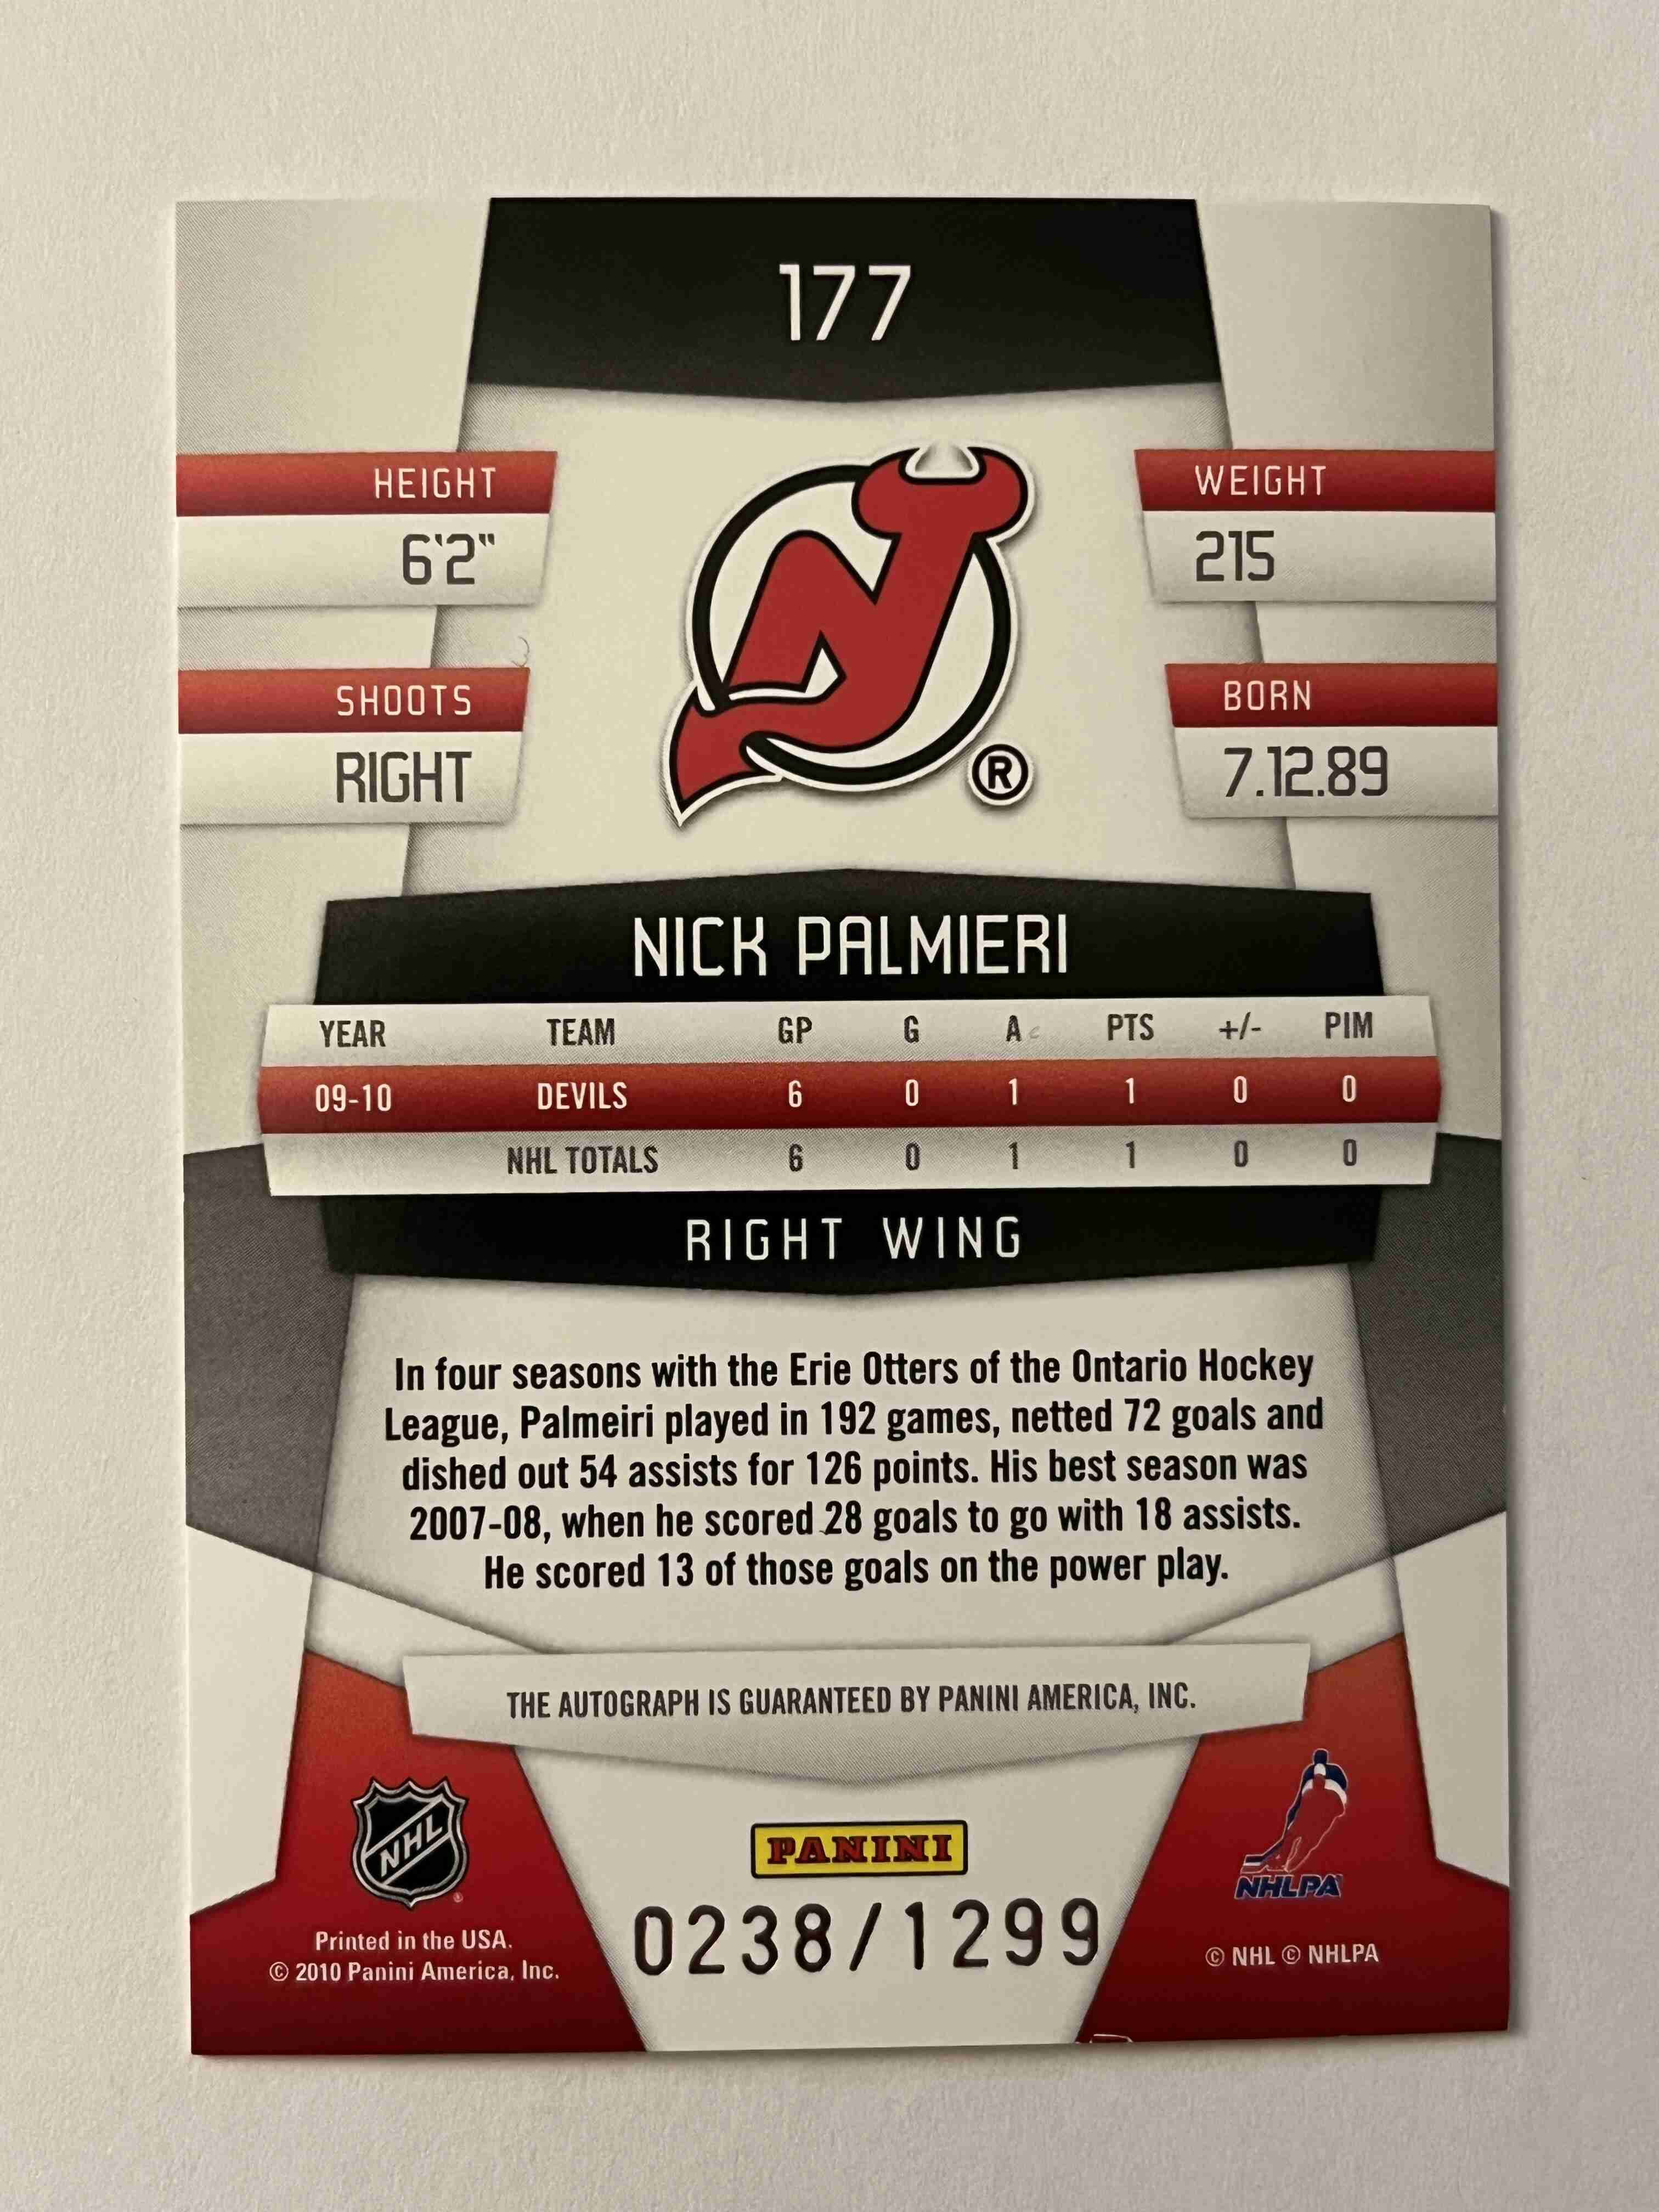 177
HEIGHT
6'2"
WEIGHT
215
SHOOTS
RIGHT
BORN
7.12.89
®
NICK PALMIERI
YEAR TEAM GP G A PTS +/- PIM
09-10 DEVILS 6 0 1 1 0 0
NHL TOTALS 6 0 1 1 0 0
RIGHT WING
In four seasons with the Erie Otters of the Ontario Hockey
League, Palmeiri played in 192 games, netted 72 goals and
dished out 54 assists for 126 points. His best season was
2007-08, when he scored 28 goals to go with 18 assists.
He scored 13 of those goals on the power play.
THE AUTOGRAPH IS GUARANTEED BY PANINI AMERICA, INC.
NHL
PANINI
NHLPA
0238/1299
Printed in the USA.
© 2010 Panini America, Inc.
© NHL © NHLPA